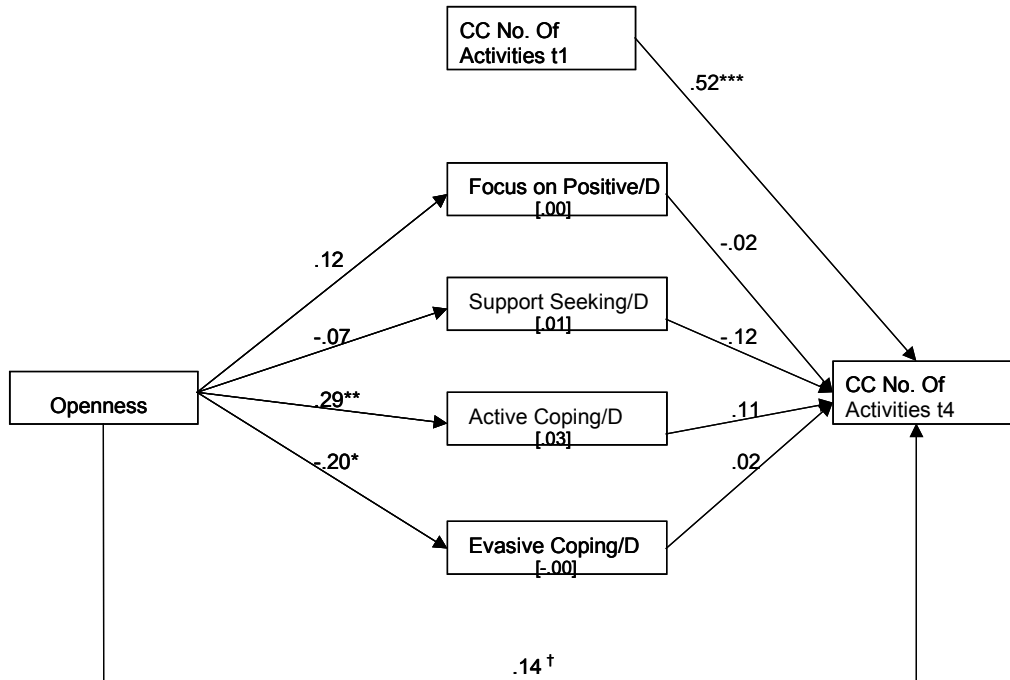 CC No. Of
Activities t1
.52***
Focus on Positive/D
[.00]
.12
-.02
Support Seeking/D
[.01]
-.07
-.12
Openness
.29**
Active Coping/D
[.03]
.11
CC No. Of
Activities t4
-.20*
.02
Evasive Coping/D
[-.00]
.14 †